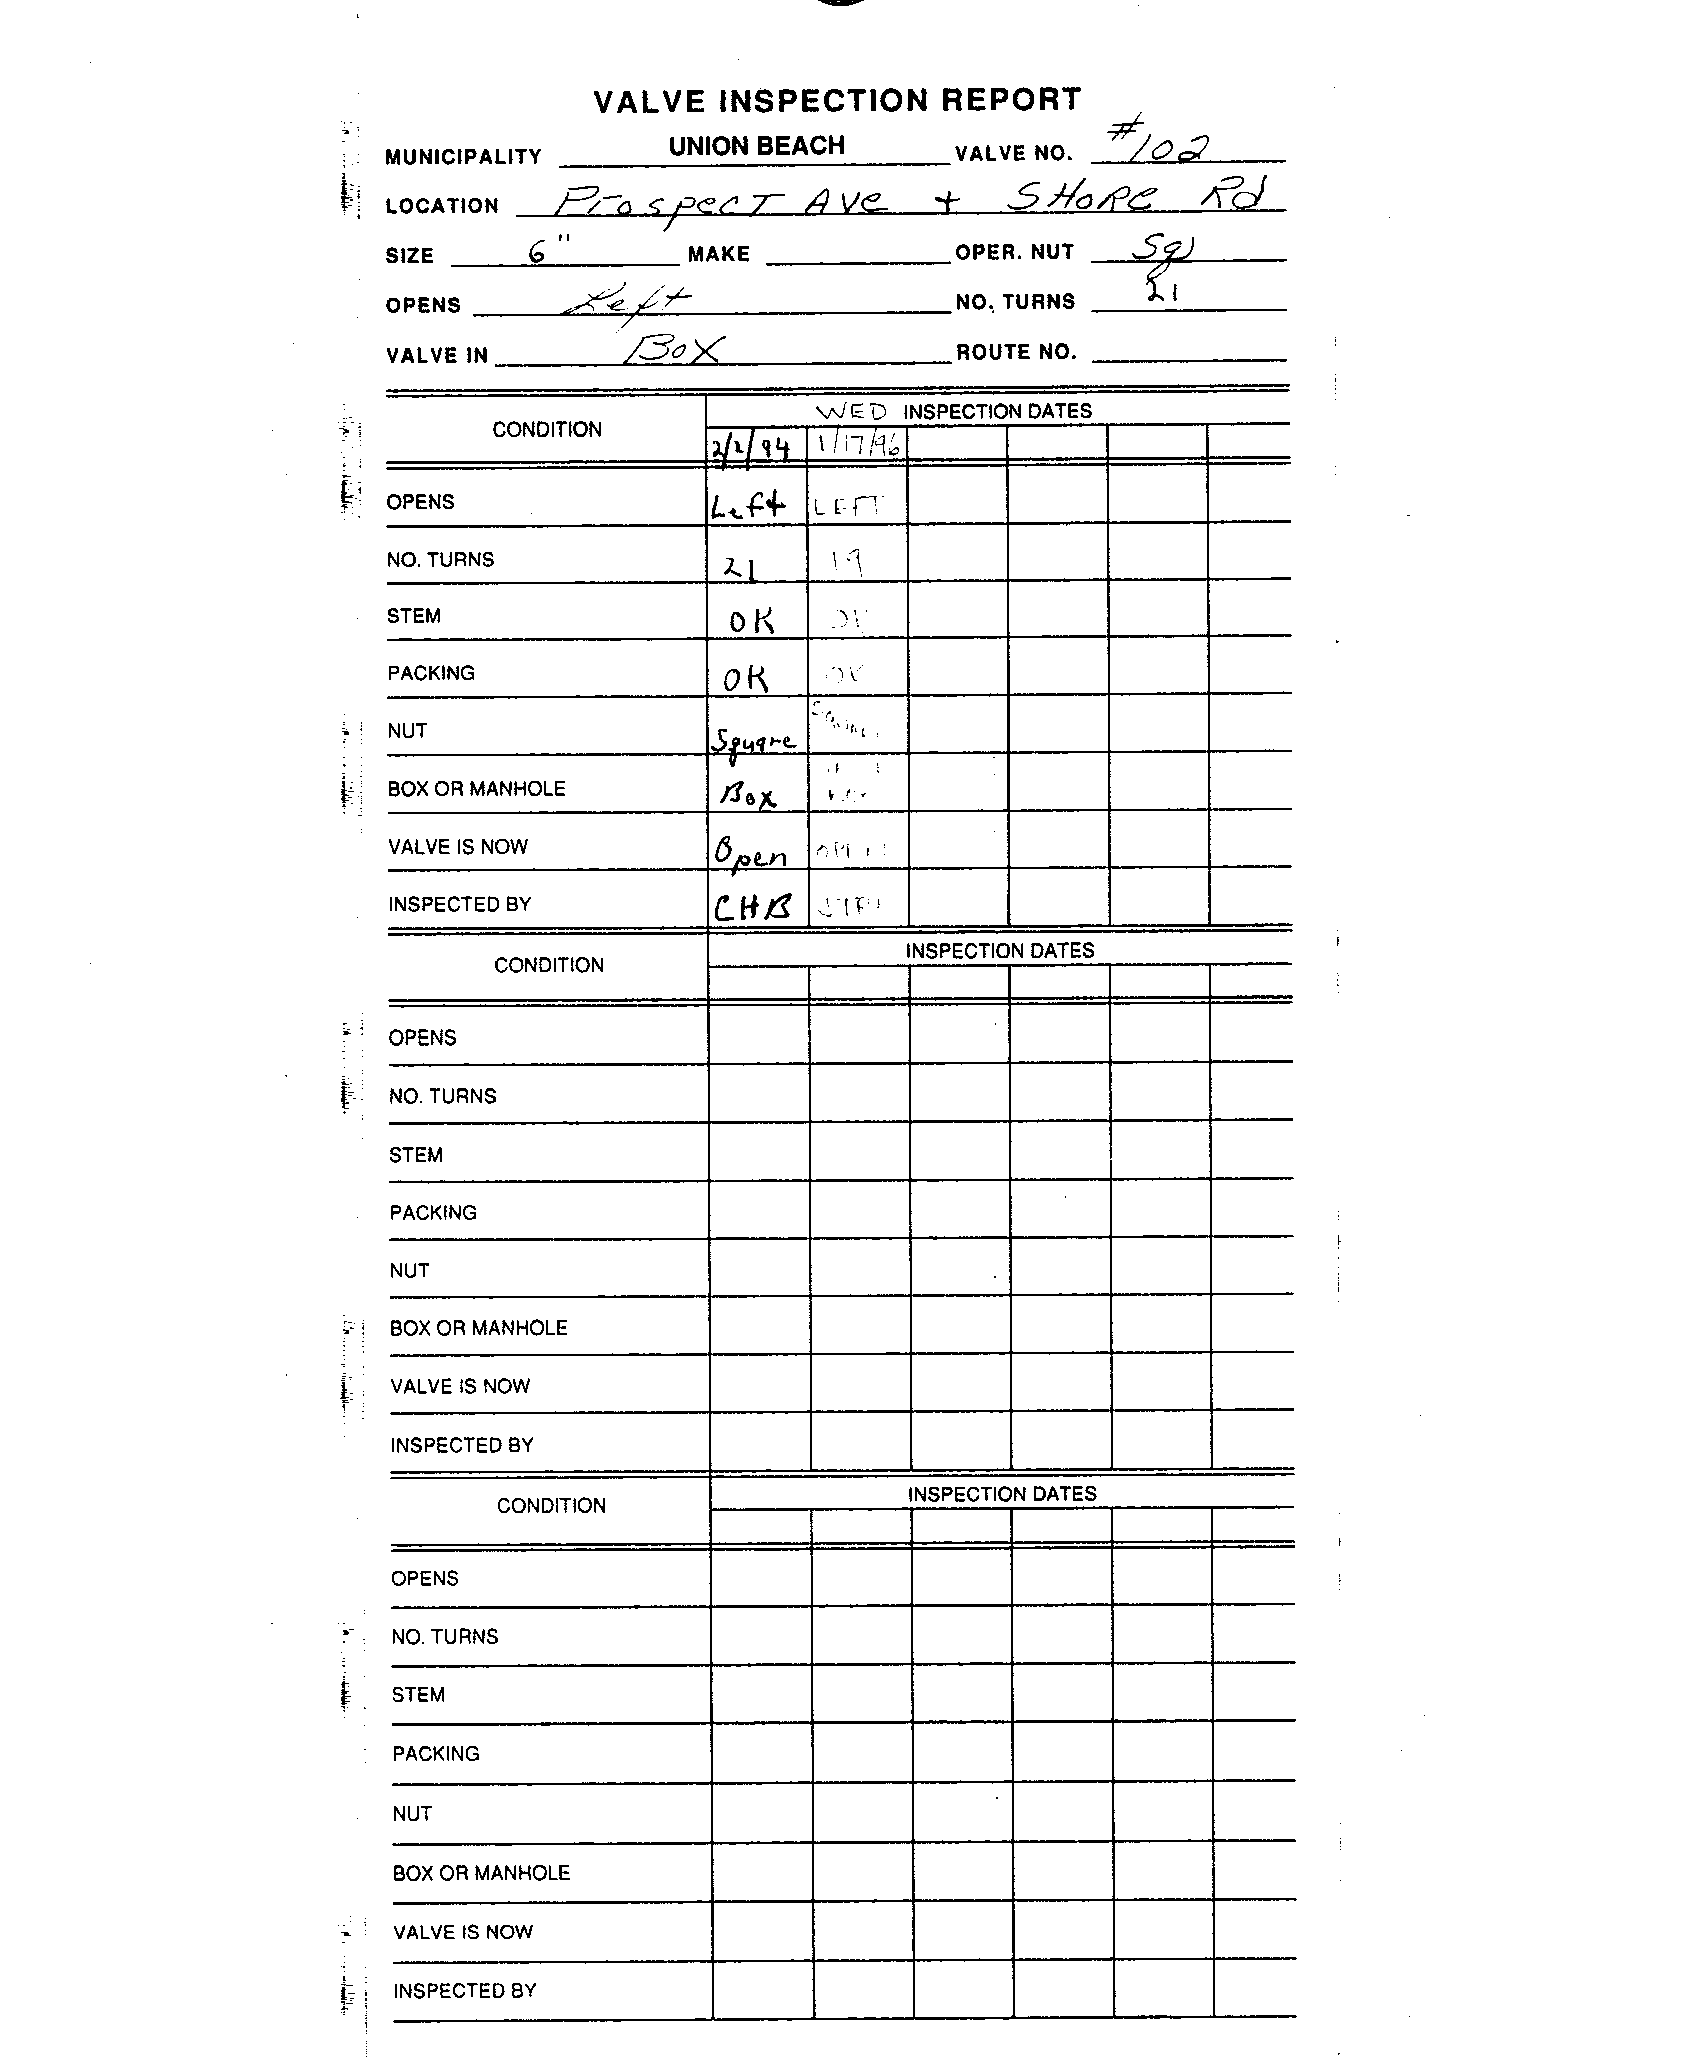 VALVE INSPECTION REPORT
MUNICIPALITY UNION BEACH VALVE NO. #102
LOCATION Prospect Ave + SHORE Rd
SIZE 6" MAKE OPER. NUT Sq
OPENS Left NO. TURNS 21
VALVE IN Box ROUTE NO.
CONDITION WED INSPECTION DATES
2/2/94 1/17/96
OPENS Left LEFT
NO. TURNS 21 19
STEM OK OK
PACKING OK OK
NUT Square SQUARE
BOX OR MANHOLE Box
VALVE IS NOW Open OPEN
INSPECTED BY CHB
CONDITION INSPECTION DATES
OPENS
NO. TURNS
STEM
PACKING
NUT
BOX OR MANHOLE
VALVE IS NOW
INSPECTED BY
CONDITION INSPECTION DATES
OPENS
NO. TURNS
STEM
PACKING
NUT
BOX OR MANHOLE
VALVE IS NOW
INSPECTED BY